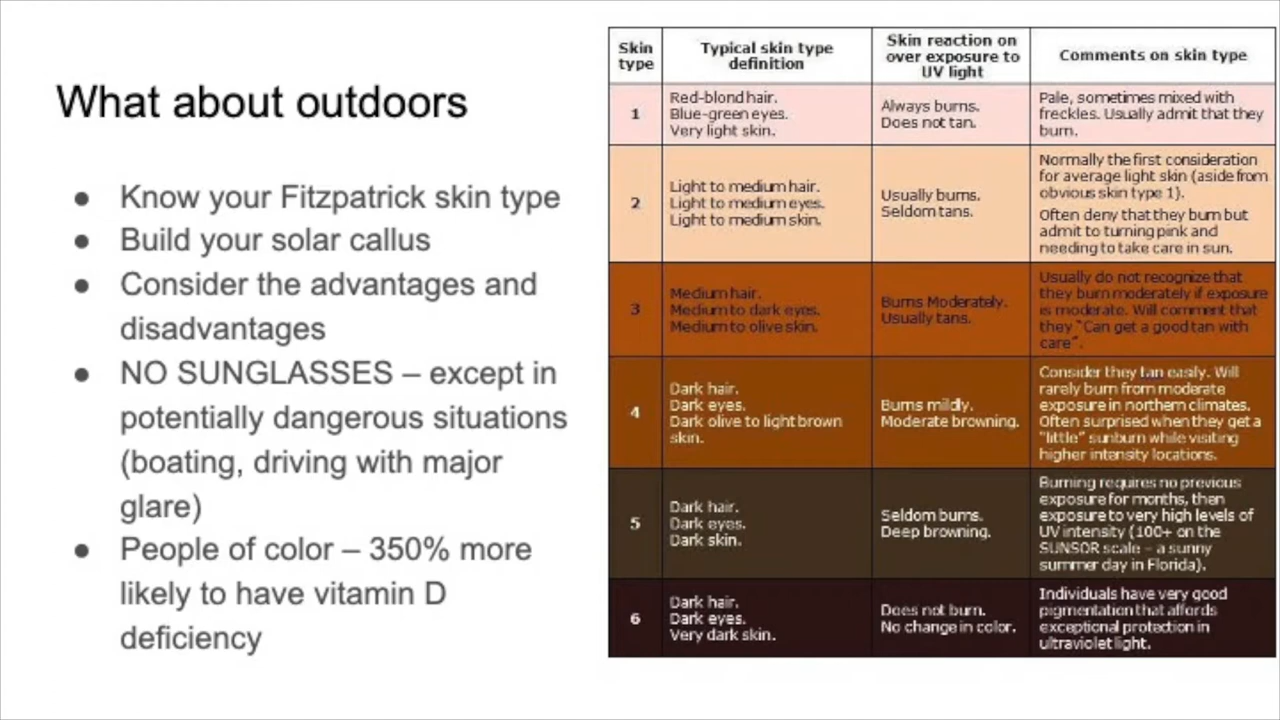 What about outdoors
● Know your Fitzpatrick skin type
● Build your solar callus
● Consider the advantages and
disadvantages
● NO SUNGLASSES – except in
potentially dangerous situations
(boating, driving with major
glare)
● People of color – 350% more
likely to have vitamin D
deficiency
Skin
type
Typical skin type
definition
Skin reaction on
over exposure to
UV light
Comments on skin type
1
Red-blond hair.
Blue-green eyes.
Very light skin.
Always burns.
Does not tan.
Pale, sometimes mixed with
freckles. Usually admit that they
burn.
2
Light to medium hair.
Light to medium eyes.
Light to medium skin.
Usually burns.
Seldom tans.
Normally the first consideration
for average light skin (aside from
obvious skin type 1).
Often deny that they burn but
admit to turning pink and
needing to take care in sun.
3
Medium hair.
Medium to dark eyes.
Medium to olive skin.
Burns Moderately.
Usually tans.
Usually do not recognize that
they burn moderately if exposure
is moderate. Will comment that
they "Can get a good tan with
care".
4
Dark hair.
Dark eyes.
Dark olive to light brown
skin.
Burns mildly.
Moderate browning.
Consider they tan easily. Will
rarely burn from moderate
exposure in northern climates.
Often surprised when they get a
"little" sunburn while visiting
higher intensity locations.
5
Dark hair.
Dark eyes.
Dark skin.
Seldom burns.
Deep browning.
Burning requires no previous
exposure for months, then
exposure to very high levels of
UV intensity (100+ on the
SUNSOR scale – a sunny
summer day in Florida).
6
Dark hair.
Dark eyes.
Very dark skin.
Does not burn.
No change in color.
Individuals have very good
pigmentation that affords
exceptional protection in
ultraviolet light.